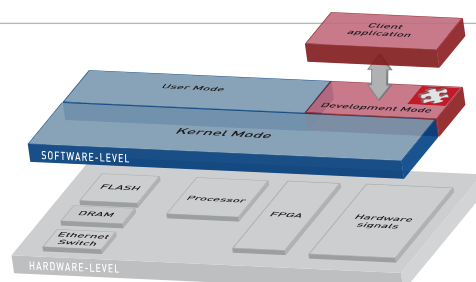 Client
application
User Mode
Development Mode
Kernel Mode
SOFTWARE-LEVEL
FLASH
DRAM
Ethernet
Switch
Processor
FPGA
Hardware
signals
HARDWARE-LEVEL